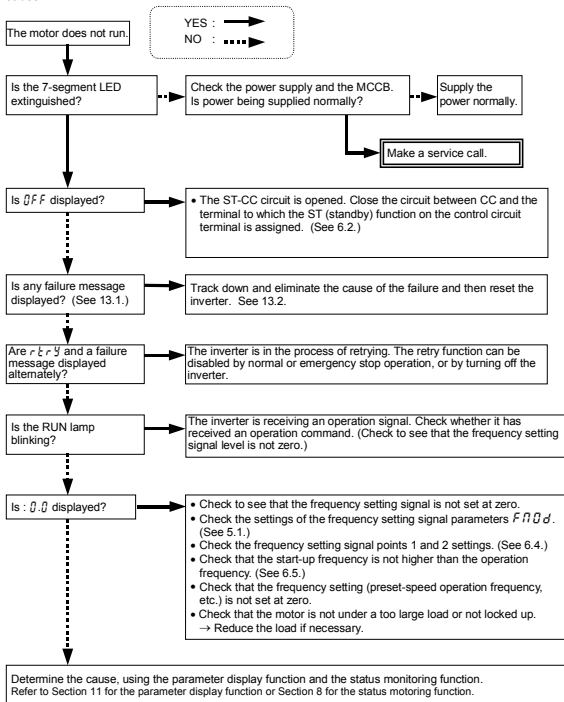 YES :
NO :
The motor does not run.
Is the 7-segment LED
extinguished?
Check the power supply and the MCCB.
Is power being supplied normally?
Supply the
power normally.
Make a service call.
Is OFF displayed?
• The ST-CC circuit is opened. Close the circuit between CC and the
terminal to which the ST (standby) function on the control circuit
terminal is assigned. (See 6.2.)
Is any failure message
displayed? (See 13.1.)
Track down and eliminate the cause of the failure and then reset the
inverter. See 13.2.
Are rtry and a failure
message displayed
alternately?
The inverter is in the process of retrying. The retry function can be
disabled by normal or emergency stop operation, or by turning off the
inverter.
Is the RUN lamp
blinking?
The inverter is receiving an operation signal. Check whether it has
received an operation command. (Check to see that the frequency setting
signal level is not zero.)
Is : 0.0 displayed?
• Check to see that the frequency setting signal is not set at zero.
• Check the settings of the frequency setting signal parameters FMOd.
(See 5.1.)
• Check the frequency setting signal points 1 and 2 settings. (See 6.4.)
• Check that the start-up frequency is not higher than the operation
frequency. (See 6.5.)
• Check that the frequency setting (preset-speed operation frequency,
etc.) is not set at zero.
• Check that the motor is not under a too large load or not locked up.
→ Reduce the load if necessary.
Determine the cause, using the parameter display function and the status monitoring function.
Refer to Section 11 for the parameter display function or Section 8 for the status motoring function.